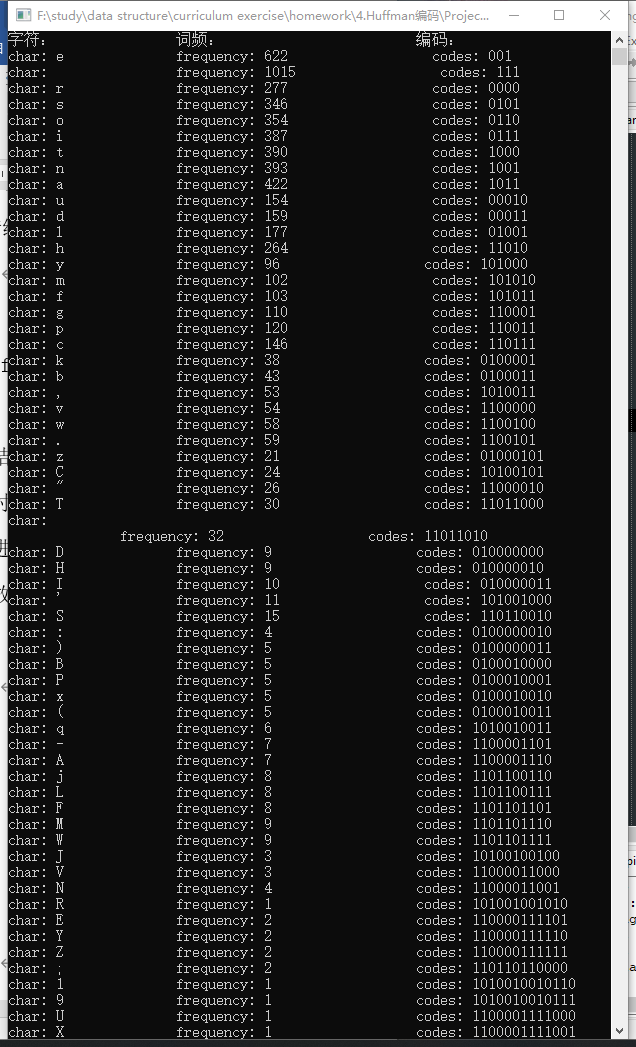 F:\study\data structure\curriculum exercise\homework\4.Huffman编码\Projec...
字符: 词频: 编码:
char: e frequency: 622 codes: 001
char: frequency: 1015 codes: 111
char: r frequency: 277 codes: 0000
char: s frequency: 346 codes: 0101
char: o frequency: 354 codes: 0110
char: i frequency: 387 codes: 0111
char: t frequency: 390 codes: 1000
char: n frequency: 393 codes: 1001
char: a frequency: 422 codes: 1011
char: u frequency: 154 codes: 00010
char: d frequency: 159 codes: 00011
char: l frequency: 177 codes: 01001
char: h frequency: 264 codes: 11010
char: y frequency: 96 codes: 101000
char: m frequency: 102 codes: 101010
char: f frequency: 103 codes: 101011
char: g frequency: 110 codes: 110001
char: p frequency: 120 codes: 110011
char: c frequency: 146 codes: 110111
char: k frequency: 38 codes: 0100001
char: b frequency: 43 codes: 0100011
char: , frequency: 53 codes: 1010011
char: v frequency: 54 codes: 1100000
char: w frequency: 58 codes: 1100100
char: . frequency: 59 codes: 1100101
char: z frequency: 21 codes: 01000101
char: C frequency: 24 codes: 10100101
char: " frequency: 26 codes: 11000010
char: T frequency: 30 codes: 11011000
char:
frequency: 32 codes: 11011010
char: D frequency: 9 codes: 010000000
char: H frequency: 9 codes: 010000010
char: I frequency: 10 codes: 010000011
char: ' frequency: 11 codes: 101001000
char: S frequency: 15 codes: 110110010
char: : frequency: 4 codes: 0100000010
char: ) frequency: 5 codes: 0100000011
char: B frequency: 5 codes: 0100010000
char: P frequency: 5 codes: 0100010001
char: x frequency: 5 codes: 0100010010
char: ( frequency: 5 codes: 0100010011
char: q frequency: 6 codes: 1010010011
char: - frequency: 7 codes: 1100001101
char: A frequency: 7 codes: 1100001110
char: j frequency: 8 codes: 1101100110
char: L frequency: 8 codes: 1101100111
char: F frequency: 8 codes: 1101101101
char: M frequency: 9 codes: 1101101110
char: W frequency: 9 codes: 1101101111
char: J frequency: 3 codes: 10100100100
char: V frequency: 3 codes: 11000011000
char: N frequency: 4 codes: 11000011001
char: R frequency: 1 codes: 101001001010
char: E frequency: 2 codes: 110000111101
char: Y frequency: 2 codes: 110000111110
char: Z frequency: 2 codes: 110000111111
char: ; frequency: 2 codes: 110110110000
char: 1 frequency: 1 codes: 1010010010110
char: 9 frequency: 1 codes: 1010010010111
char: U frequency: 1 codes: 1100001111000
char: X frequency: 1 codes: 1100001111001